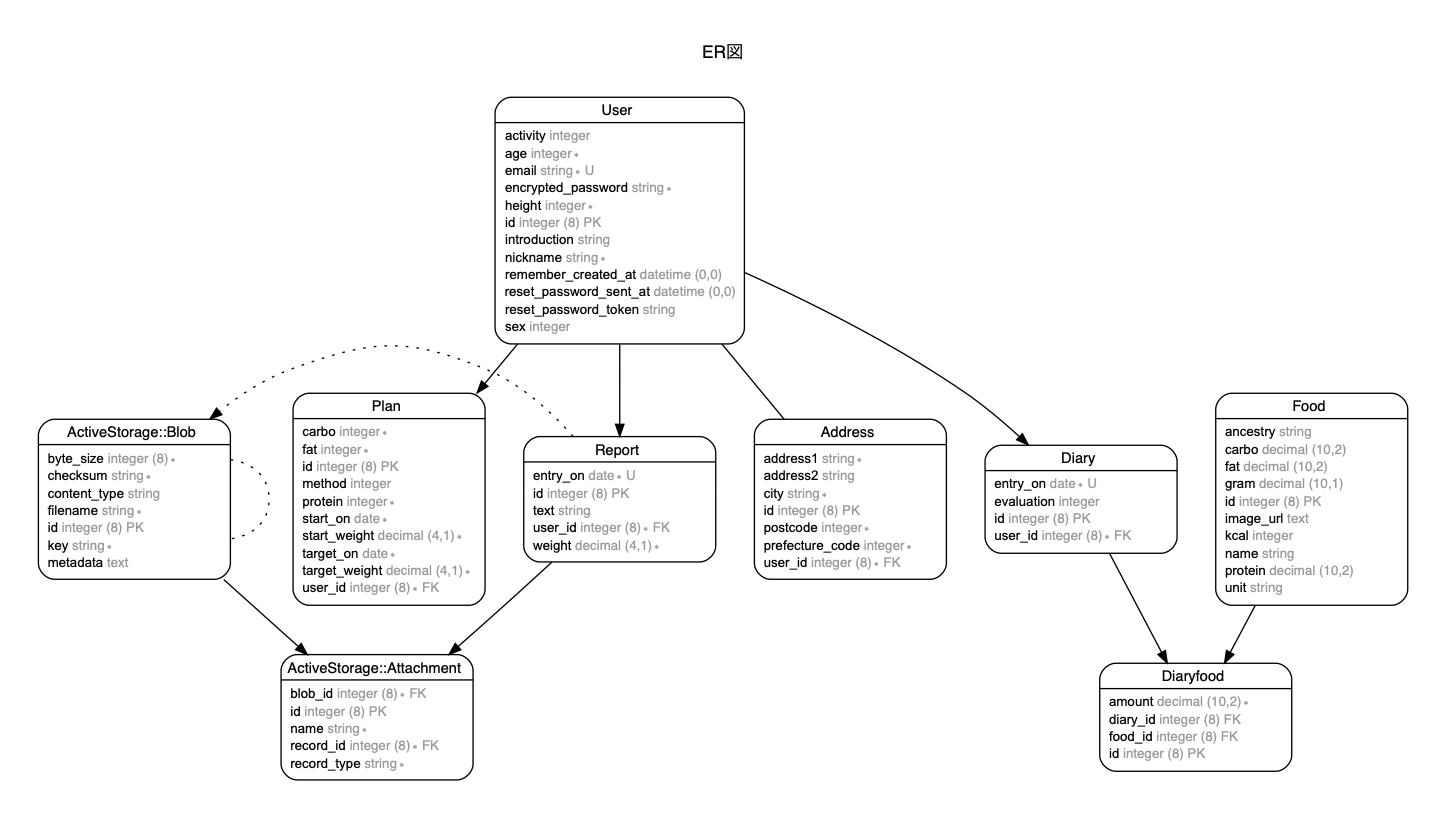 ER図
User
activity integer
age integer∗
email string∗ U
encrypted_password string∗
height integer∗
id integer (8) PK
introduction string
nickname string∗
remember_created_at datetime (0,0)
reset_password_sent_at datetime (0,0)
reset_password_token string
sex integer
ActiveStorage::Blob
byte_size integer (8)∗
checksum string∗
content_type string
filename string∗
id integer (8) PK
key string∗
metadata text
Plan
carbo integer∗
fat integer∗
id integer (8) PK
method integer
protein integer∗
start_on date∗
start_weight decimal (4,1)∗
target_on date∗
target_weight decimal (4,1)∗
user_id integer (8)∗ FK
Report
entry_on date∗ U
id integer (8) PK
text string
user_id integer (8)∗ FK
weight decimal (4,1)∗
Address
address1 string∗
address2 string
city string∗
id integer (8) PK
postcode integer∗
prefecture_code integer∗
user_id integer (8)∗ FK
Diary
entry_on date∗ U
evaluation integer
id integer (8) PK
user_id integer (8)∗ FK
Food
ancestry string
carbo decimal (10,2)
fat decimal (10,2)
gram decimal (10,1)
id integer (8) PK
image_url text
kcal integer
name string
protein decimal (10,2)
unit string
ActiveStorage::Attachment
blob_id integer (8)∗ FK
id integer (8) PK
name string∗
record_id integer (8)∗ FK
record_type string∗
Diaryfood
amount decimal (10,2)∗
diary_id integer (8) FK
food_id integer (8) FK
id integer (8) PK